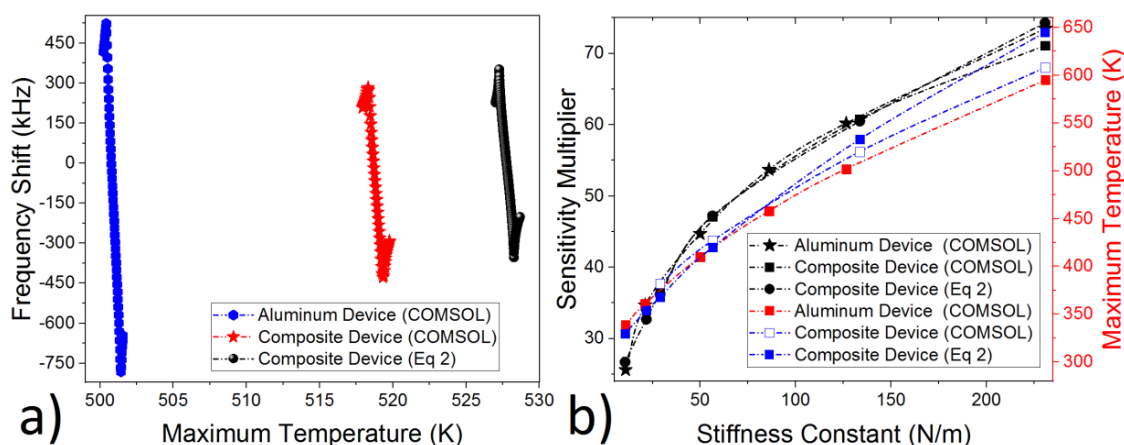 Frequency Shift (kHz)
450
300
150
0
-150
-300
-450
-600
-750
Aluminum Device (COMSOL)
Composite Device (COMSOL)
Composite Device (Eq 2)
500
505
510
515
520
525
530
Maximum Temperature (K)
a)
Sensitivity Multiplier
70
60
50
40
30
Aluminum Device (COMSOL)
Composite Device (COMSOL)
Composite Device (Eq 2)
Aluminum Device (COMSOL)
Composite Device (COMSOL)
Composite Device (Eq 2)
650
600
550
500
450
400
350
300
Maximum Temperature (K)
50
100
150
200
Stiffness Constant (N/m)
b)